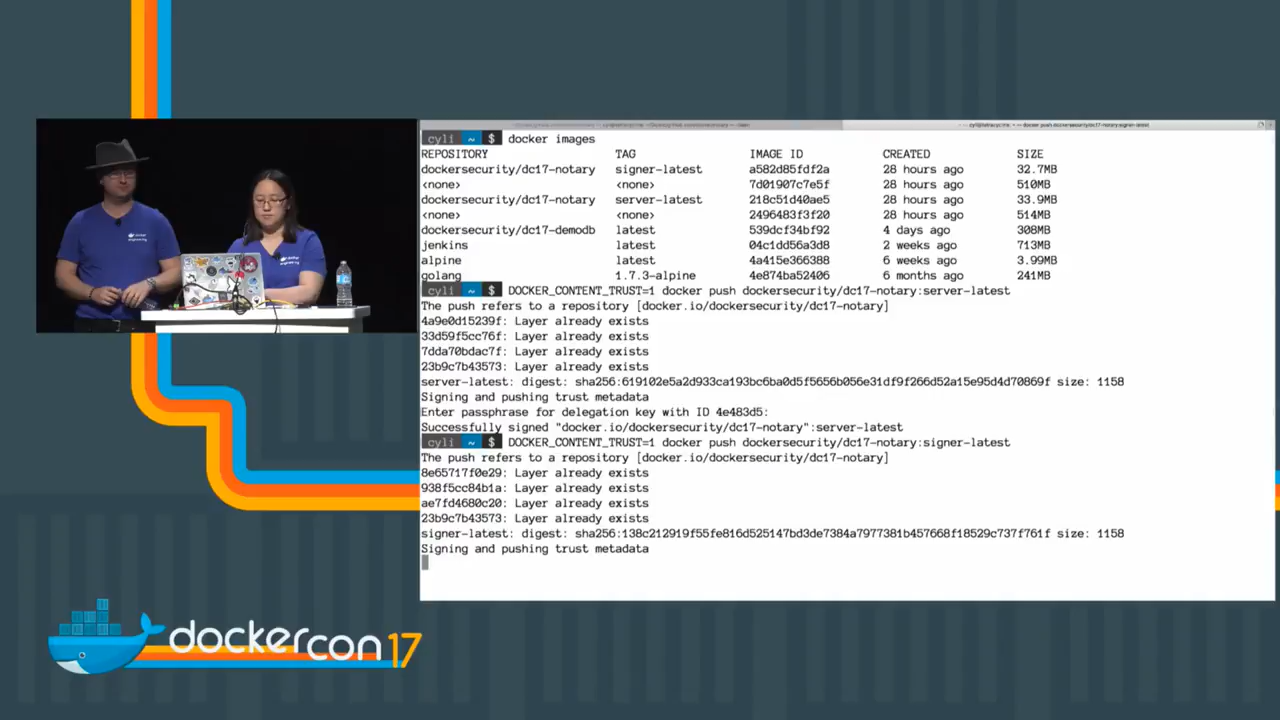 cyli ~ $ docker images
REPOSITORY TAG IMAGE ID CREATED SIZE
dockersecurity/dc17-notary signer-latest a582d85fdf2a 28 hours ago 32.7MB
<none> <none> 7d01907c7e5f 28 hours ago 510MB
dockersecurity/dc17-notary server-latest 218c51d40ae5 28 hours ago 33.9MB
<none> <none> 2496483f3f20 28 hours ago 514MB
dockersecurity/dc17-demodb latest 539dcf34bf92 4 days ago 308MB
jenkins latest 04c1dd56a3d8 2 weeks ago 713MB
alpine latest 4a415e366388 6 weeks ago 3.99MB
golang 1.7.3-alpine 4e874ba52406 6 months ago 241MB
cyli ~ $ DOCKER_CONTENT_TRUST=1 docker push dockersecurity/dc17-notary:server-latest
The push refers to a repository [docker.io/dockersecurity/dc17-notary]
4a9e0d15239f: Layer already exists
33d59f5cc76f: Layer already exists
7dda70bdac7f: Layer already exists
23b9c7b43573: Layer already exists
server-latest: digest: sha256:619102e5a2d933ca193bc6ba0d5f5656b056e31df9f266d52a15e95d4d70869f size: 1158
Signing and pushing trust metadata
Enter passphrase for delegation key with ID 4e483d5:
Successfully signed "docker.io/dockersecurity/dc17-notary":server-latest
cyli ~ $ DOCKER_CONTENT_TRUST=1 docker push dockersecurity/dc17-notary:signer-latest
The push refers to a repository [docker.io/dockersecurity/dc17-notary]
8e65717f0e29: Layer already exists
938f5cc84b1a: Layer already exists
ae7fd4680c20: Layer already exists
23b9c7b43573: Layer already exists
signer-latest: digest: sha256:138c212919f55fe816d525147bd3de7384a7977381b457668f18529c737f761f size: 1158
Signing and pushing trust metadata
docker
engineering
docker
engineering
dockercon 17